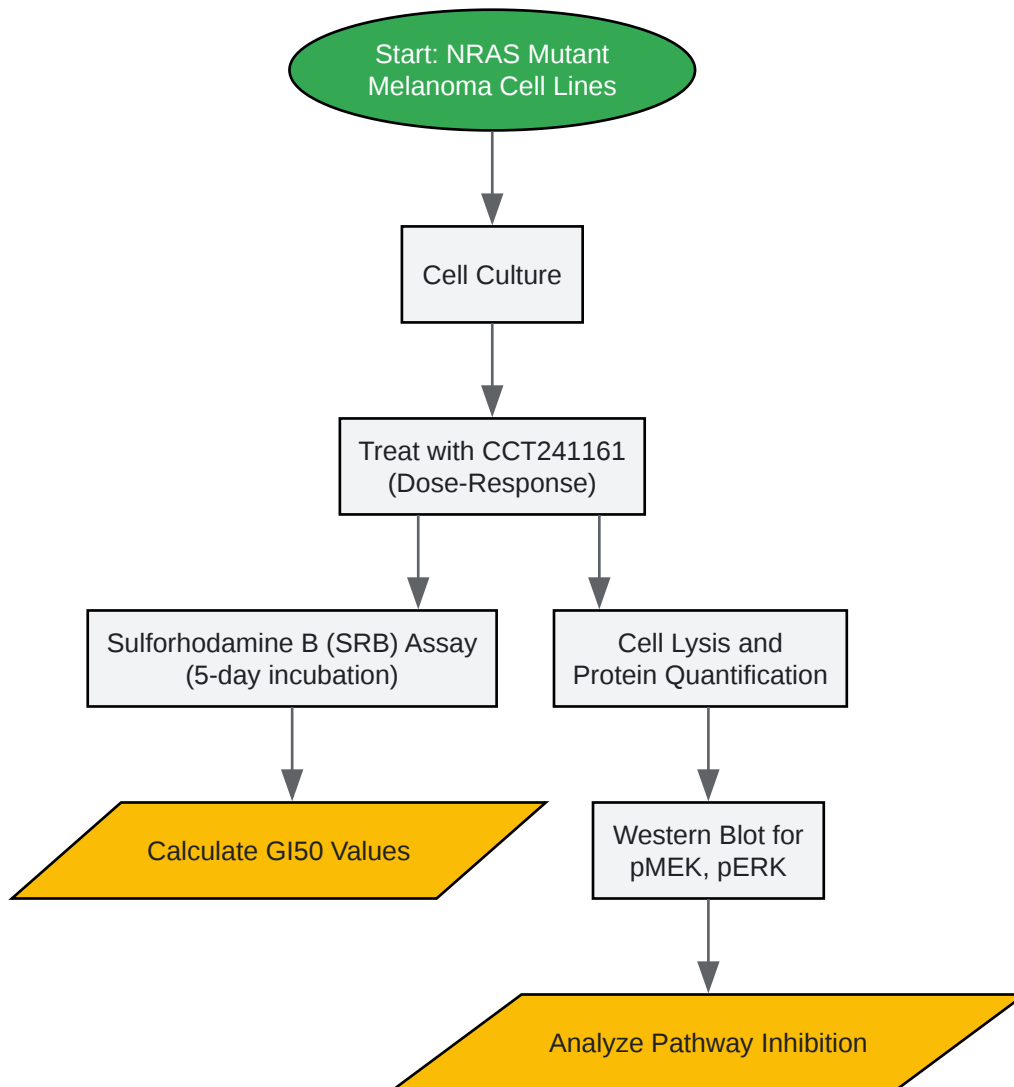 Start: NRAS Mutant
Melanoma Cell Lines
Cell Culture
Treat with CCT241161
(Dose-Response)
Sulforhodamine B (SRB) Assay
(5-day incubation)
Cell Lysis and
Protein Quantification
Calculate GI50 Values
Western Blot for
pMEK, pERK
Analyze Pathway Inhibition